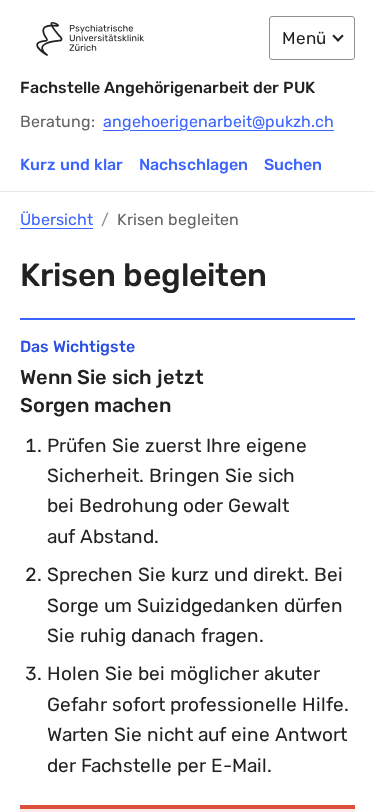 Psychiatrische
Universitätsklinik
Zürich
Menü
Fachstelle Angehörigenarbeit der PUK
Beratung: angehoerigenarbeit@pukzh.ch
Kurz und klar Nachschlagen Suchen
Übersicht / Krisen begleiten
Krisen begleiten
Das Wichtigste
Wenn Sie sich jetzt
Sorgen machen
1. Prüfen Sie zuerst Ihre eigene
Sicherheit. Bringen Sie sich
bei Bedrohung oder Gewalt
auf Abstand.
2. Sprechen Sie kurz und direkt. Bei
Sorge um Suizidgedanken dürfen
Sie ruhig danach fragen.
3. Holen Sie bei möglicher akuter
Gefahr sofort professionelle Hilfe.
Warten Sie nicht auf eine Antwort
der Fachstelle per E-Mail.